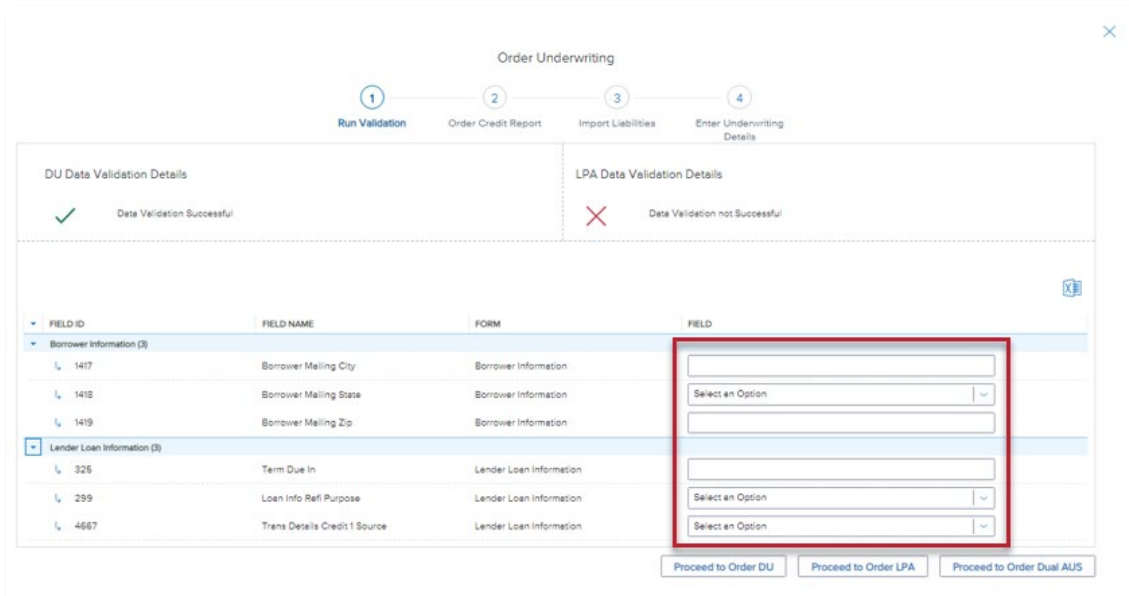 Order Underwriting
1 2 3 4
Run Validation Order Credit Report Import Liabilities Enter Underwriting
Details
DU Data Validation Details LPA Data Validation Details
Data Validation Successful Data Validation not Successful
FIELD ID FIELD NAME FORM FIELD
Borrower Information (3)
1417 Borrower Mailing City Borrower Information
1418 Borrower Mailing State Borrower Information Select an Option
1419 Borrower Mailing Zip Borrower Information
Lender Loan Information (3)
325 Term Due In Lender Loan Information
299 Loan Info Refi Purpose Lender Loan Information Select an Option
4667 Trans Details Credit 1 Source Lender Loan Information Select an Option
Proceed to Order DU Proceed to Order LPA Proceed to Order Dual AUS